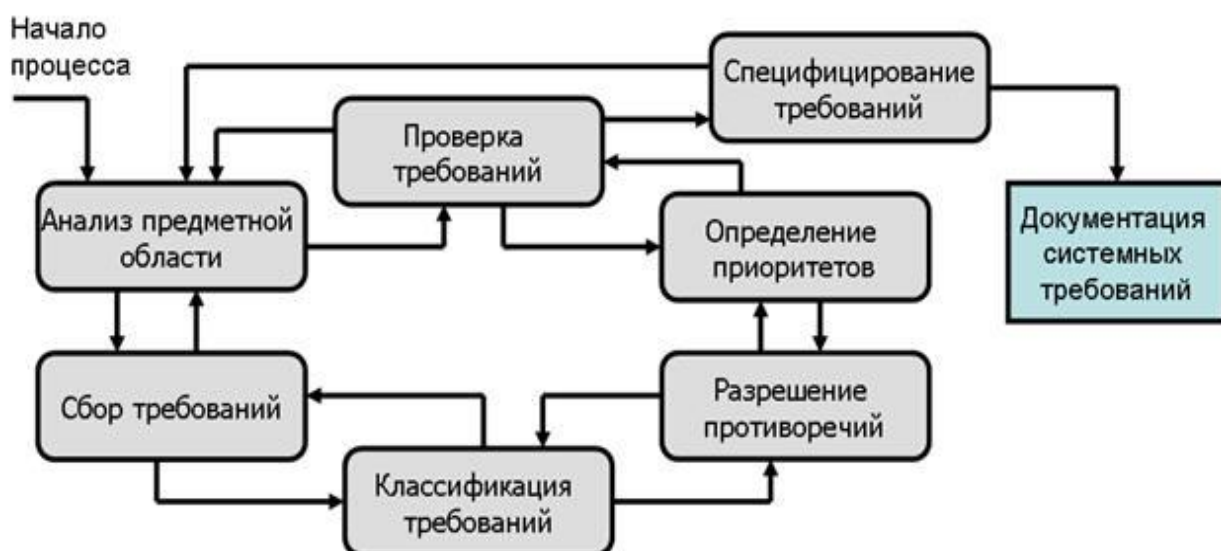 Начало
процесса
Спецификация
требований
Проверка
требований
Анализ предметной
области
Определение
приоритетов
Документация
системных
требований
Сбор требований
Разрешение
противоречий
Классификация
требований